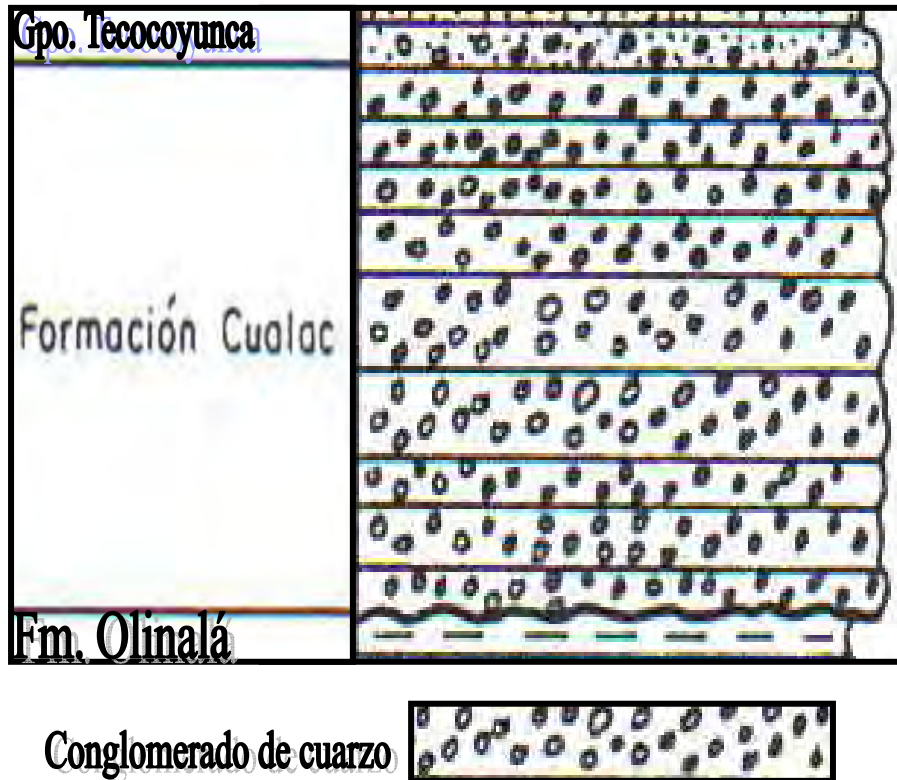 Gpo. Tecocoyunca
Formación Cualac
Fm. Olinalá
Conglomerado de cuarzo